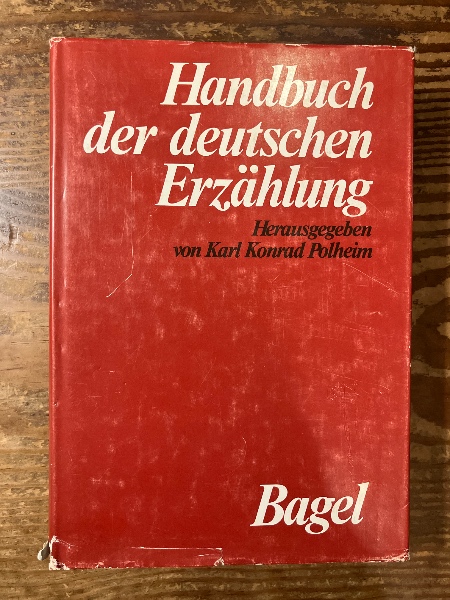 Handbuch
der deutschen
Erzählung
Herausgegeben
von Karl Konrad Polheim
Bagel